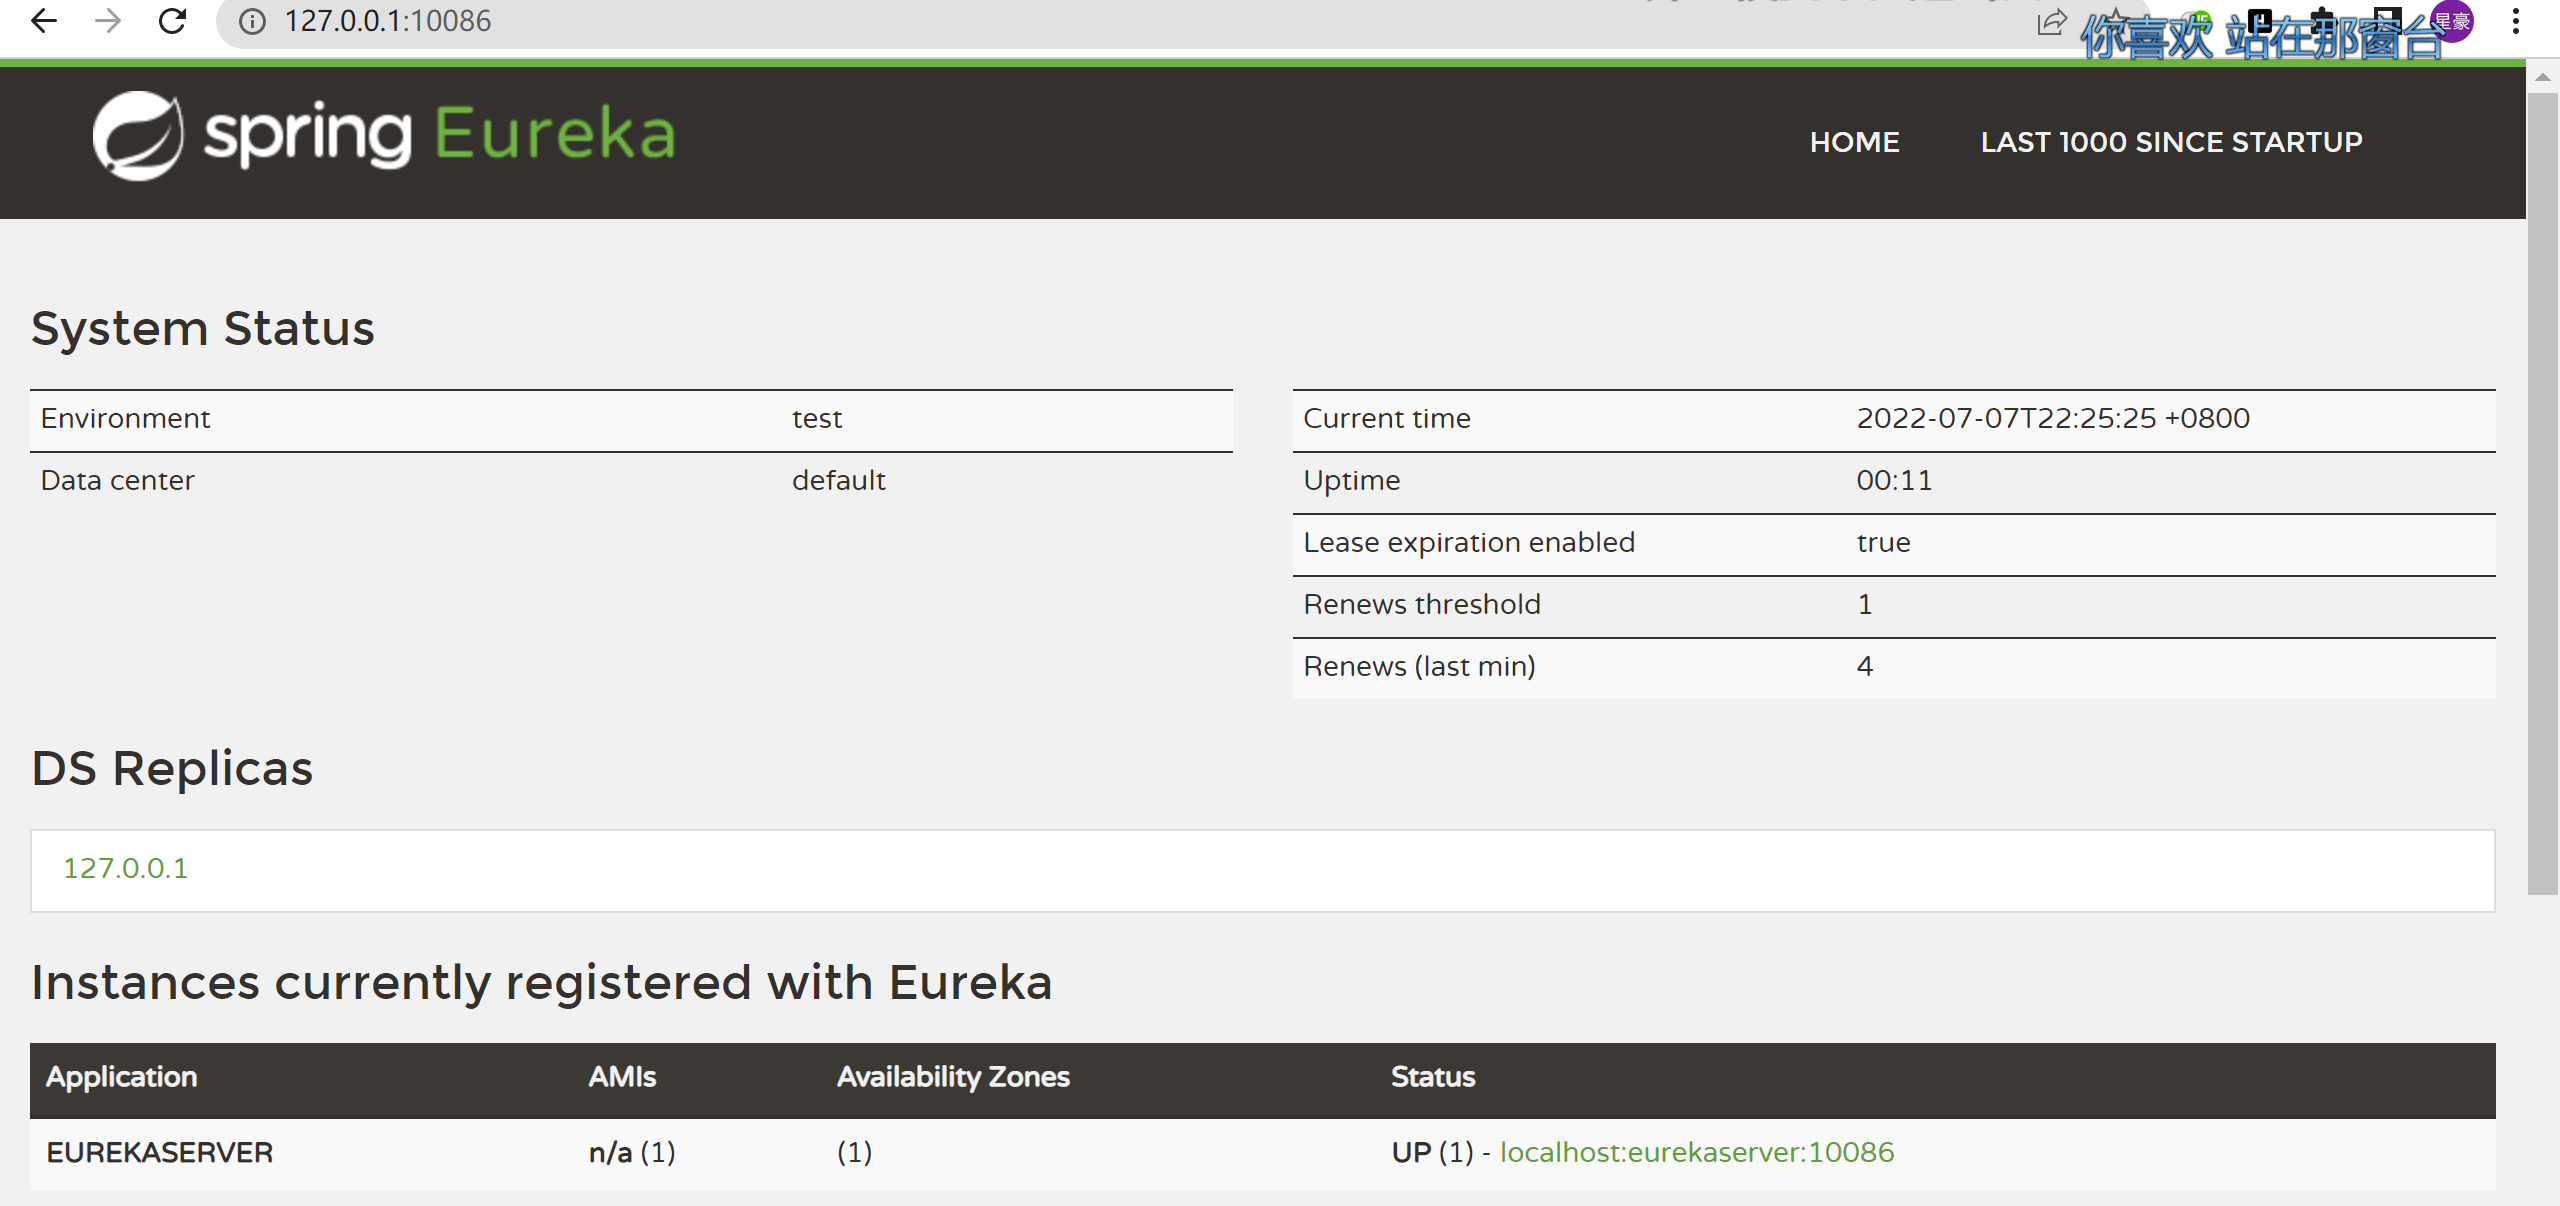 127.0.0.1:10086
你喜欢 站在那窗台
星豪
spring Eureka
HOME LAST 1000 SINCE STARTUP
System Status
Environment test
Data center default
Current time 2022-07-07T22:25:25 +0800
Uptime 00:11
Lease expiration enabled true
Renews threshold 1
Renews (last min) 4
DS Replicas
127.0.0.1
Instances currently registered with Eureka
Application AMIs Availability Zones Status
EUREKASERVER n/a (1) (1) UP (1) - localhost:eurekaserver:10086